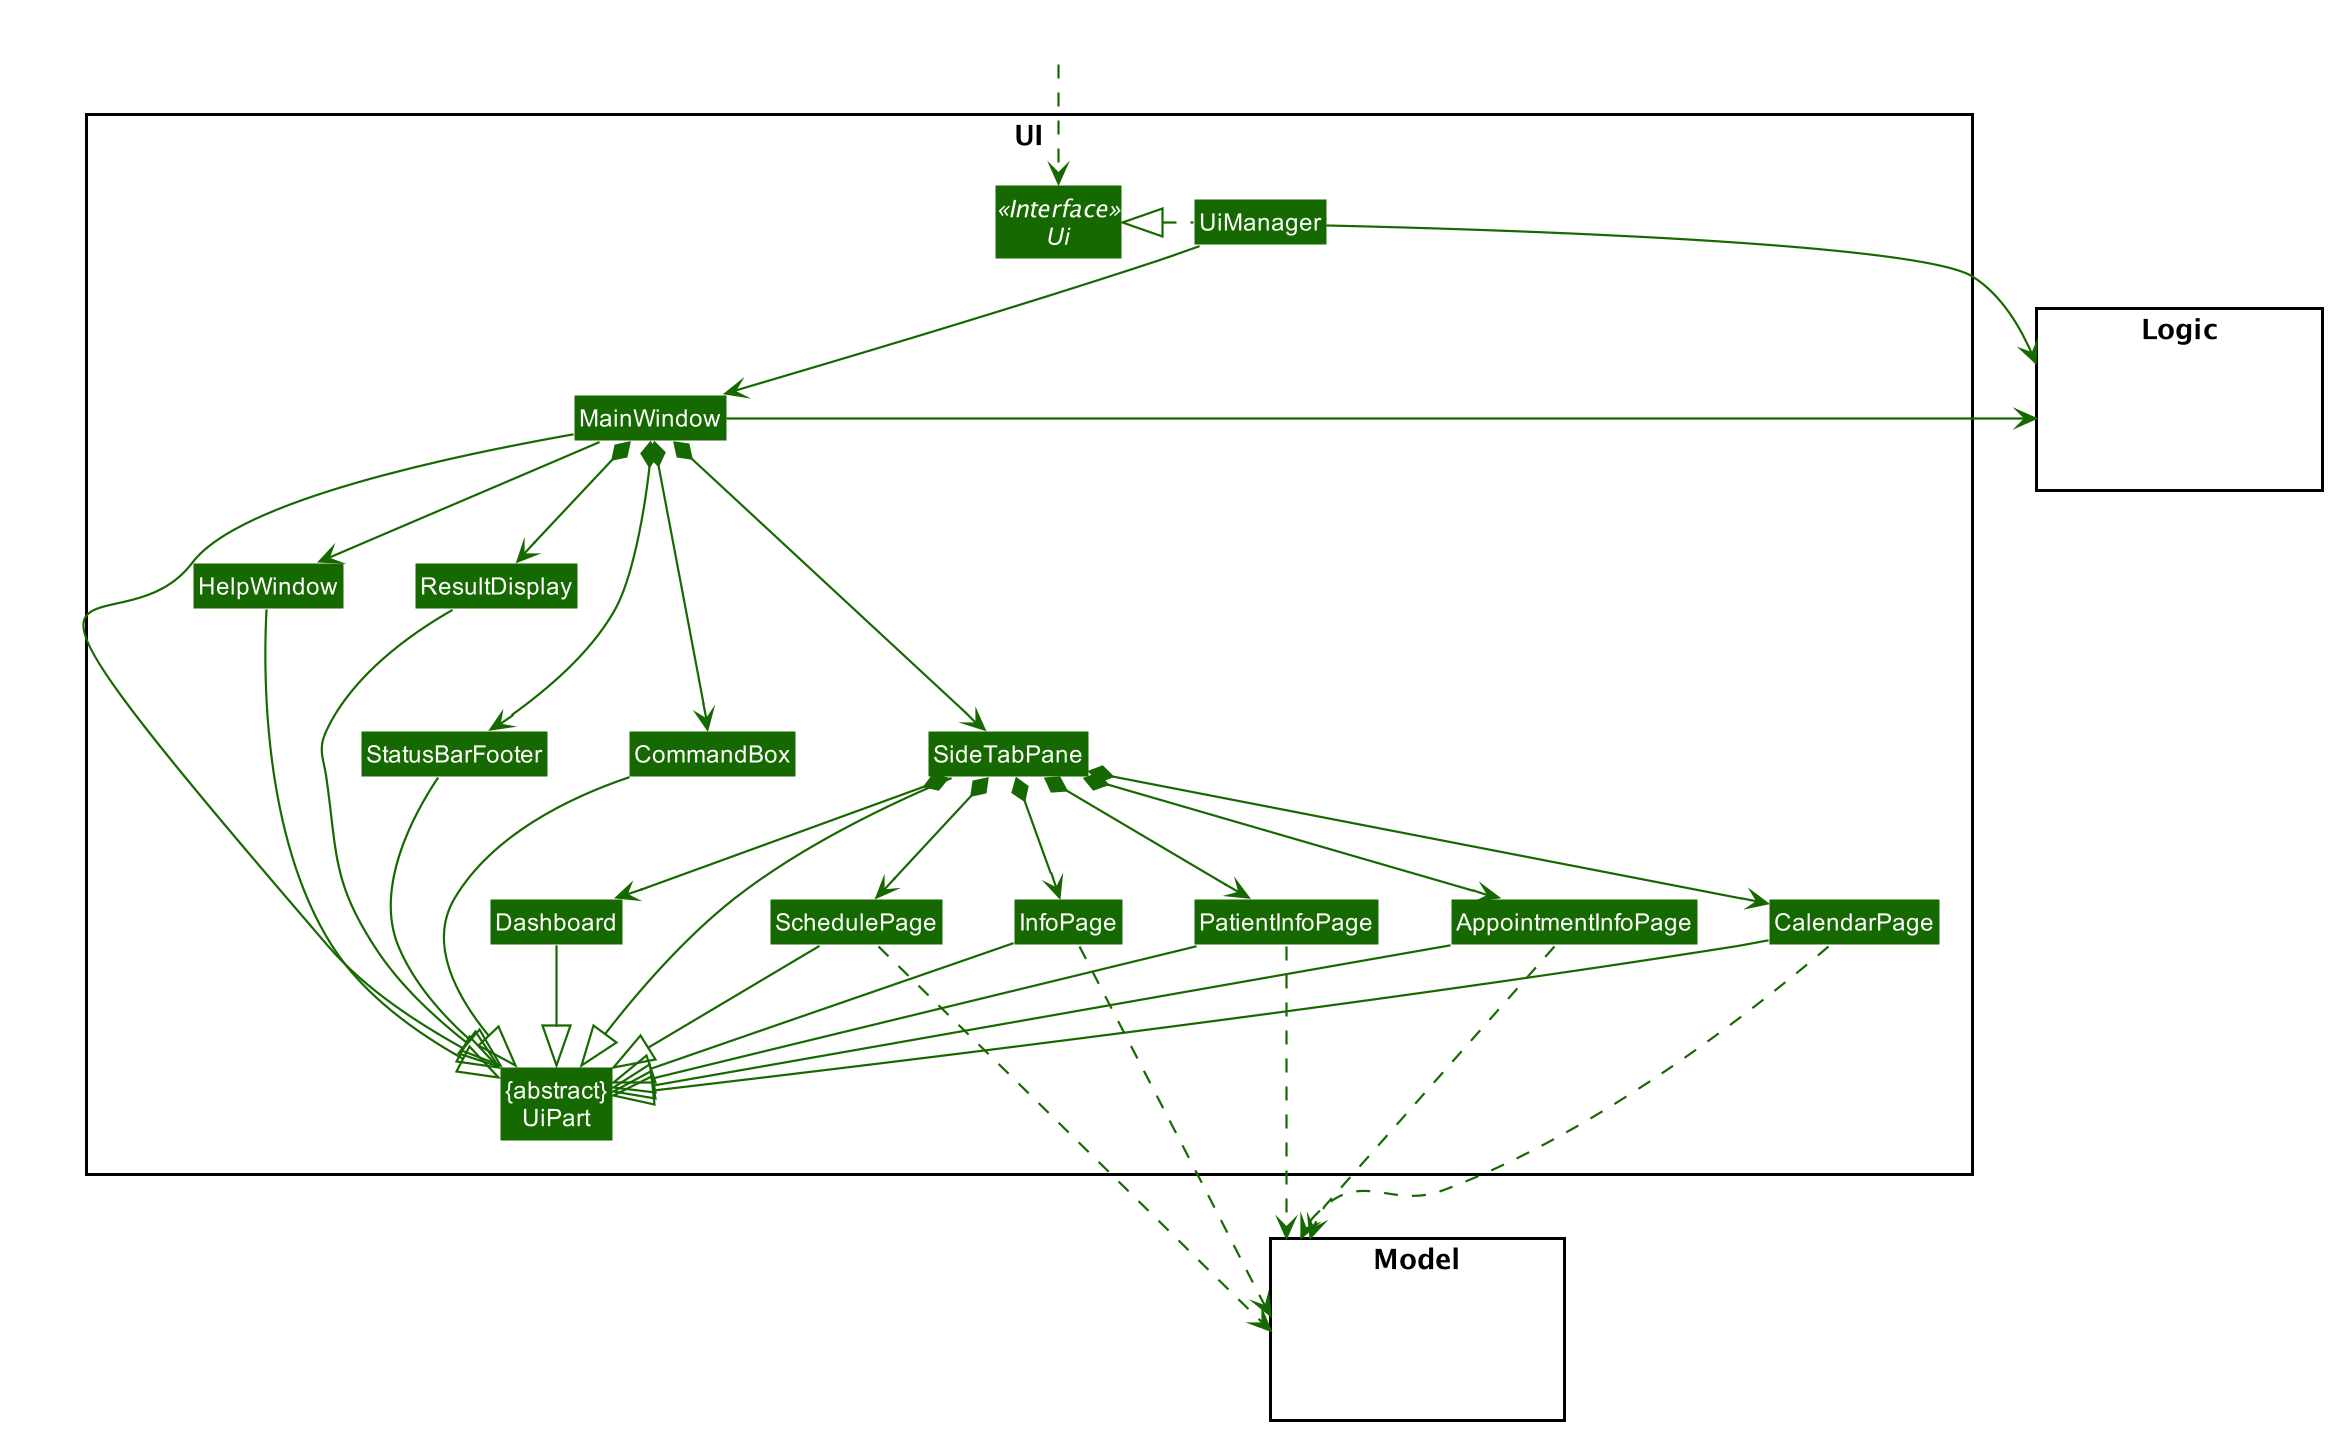 UI
«Interface»
Ui
UiManager
Logic
MainWindow
HelpWindow
ResultDisplay
StatusBarFooter
CommandBox
SideTabPane
Dashboard
SchedulePage
InfoPage
PatientInfoPage
AppointmentInfoPage
CalendarPage
{abstract}
UiPart
Model